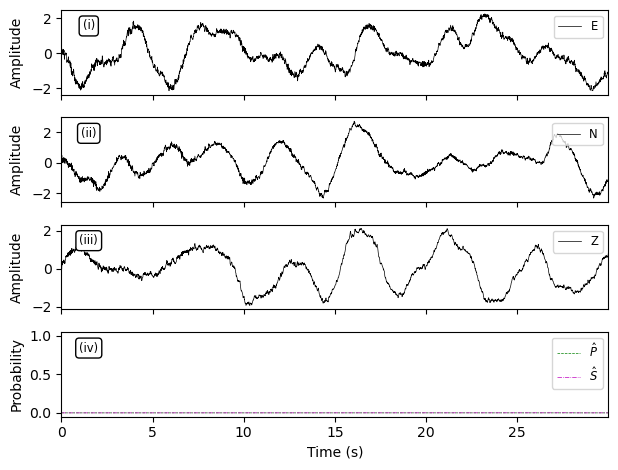 (i)
E
Amplitude
2
0
−2
(ii)
N
Amplitude
2
0
−2
(iii)
Z
Amplitude
2
0
−2
(iv)
P̂
Ŝ
Probability
1.0
0.5
0.0
0 5 10 15 20 25
Time (s)